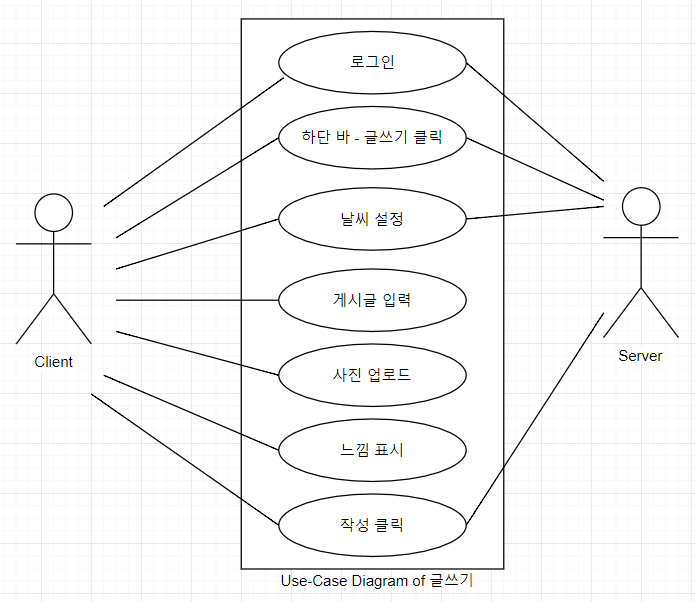 로그인
하단 바 - 글쓰기 클릭
날씨 설정
게시글 입력
사진 업로드
느낌 표시
작성 클릭
Client
Server
Use-Case Diagram of 글쓰기